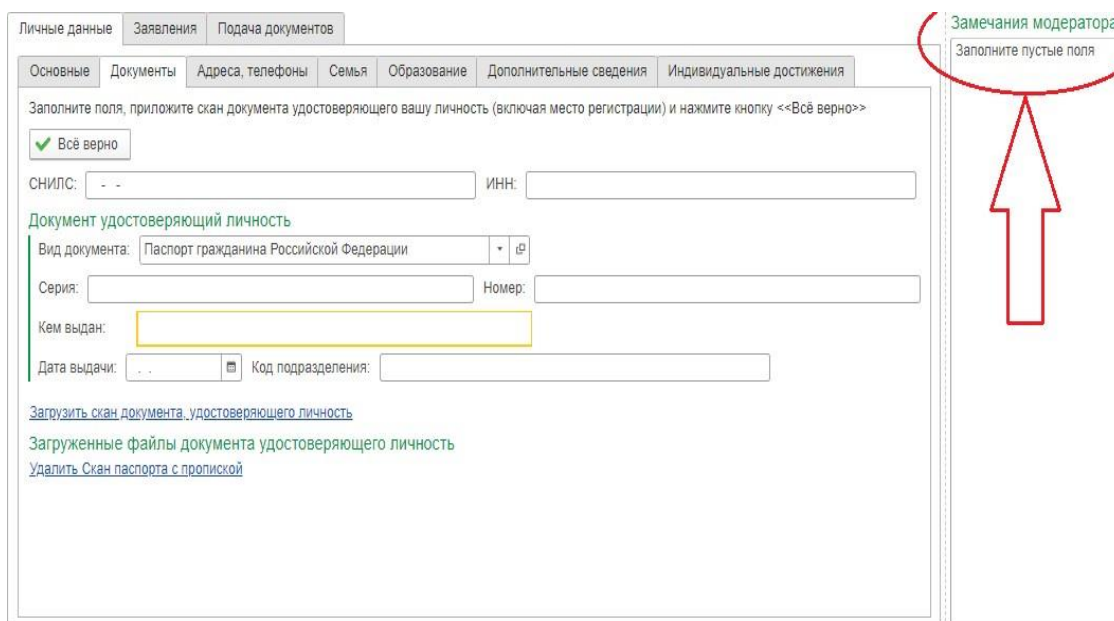 Личные данные Заявления Подача документов
Замечания модератора
Заполните пустые поля
Основные Документы Адреса, телефоны Семья Образование Дополнительные сведения Индивидуальные достижения
Заполните поля, приложите скан документа удостоверяющего вашу личность (включая место регистрации) и нажмите кнопку <<Всё верно>>
Всё верно
СНИЛС: - - ИНН:
Документ удостоверяющий личность
Вид документа: Паспорт гражданина Российской Федерации
Серия: Номер:
Кем выдан:
Дата выдачи: . . Код подразделения:
Загрузить скан документа, удостоверяющего личность
Загруженные файлы документа удостоверяющего личность
Удалить Скан паспорта с пропиской